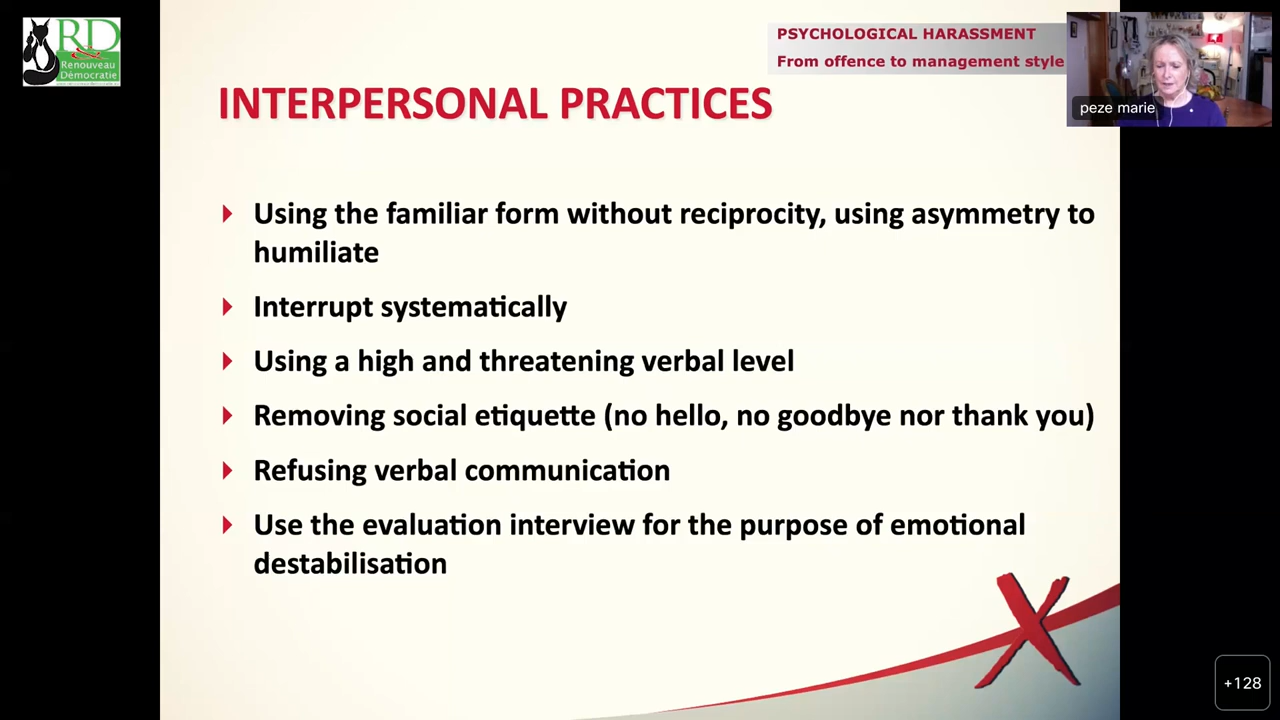 RD
Renouveau
Démocratie
PSYCHOLOGICAL HARASSMENT
From offence to management style
peze marie
INTERPERSONAL PRACTICES
Using the familiar form without reciprocity, using asymmetry to
humiliate
Interrupt systematically
Using a high and threatening verbal level
Removing social etiquette (no hello, no goodbye nor thank you)
Refusing verbal communication
Use the evaluation interview for the purpose of emotional
destabilisation
+128